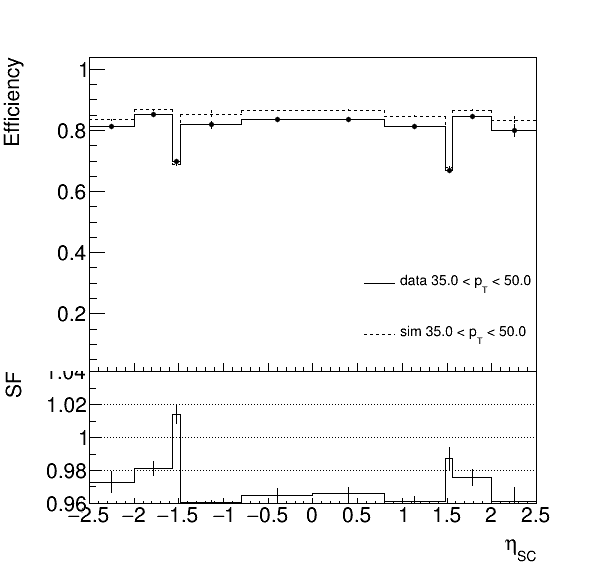 Efficiency
1
0.8
0.6
0.4
0.2
data 35.0 < p_T < 50.0
sim 35.0 < p_T < 50.0
SF
1.04
1.02
1
0.98
0.96
−2.5 −2 −1.5 −1 −0.5 0 0.5 1 1.5 2 2.5
η_SC